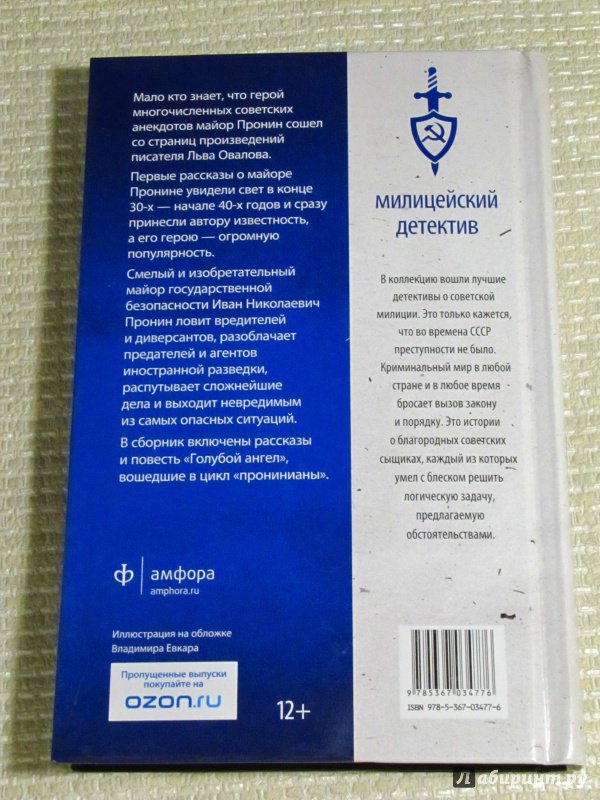 Мало кто знает, что герой
многочисленных советских
анекдотов майор Пронин сошел
со страниц произведений
писателя Льва Овалова.
Первые рассказы о майоре
Пронине увидели свет в конце
30-х — начале 40-х годов и сразу
принесли автору известность,
а его герою — огромную
популярность.
Смелый и изобретательный
майор государственной
безопасности Иван Николаевич
Пронин ловит вредителей
и диверсантов, разоблачает
предателей и агентов
иностранной разведки,
распутывает сложнейшие
дела и выходит невредимым
из самых опасных ситуаций.
В сборник включены рассказы
и повесть «Голубой ангел»,
вошедшие в цикл «пронинианы».
амфора
amphora.ru
Иллюстрация на обложке
Владимира Евкара
Пропущенные выпуски
покупайте на
ozon.ru
12+
милицейский
детектив
В коллекцию вошли лучшие
детективы о советской
милиции. Это только кажется,
что во времена СССР
преступности не было.
Криминальный мир в любой
стране и в любое время
бросает вызов закону
и порядку. Это истории
о благородных советских
сыщиках, каждый из которых
умел с блеском решить
логическую задачу,
предлагаемую
обстоятельствами.
9 785367 034776
ISBN 978-5-367-03477-6
Лабиринт.ру